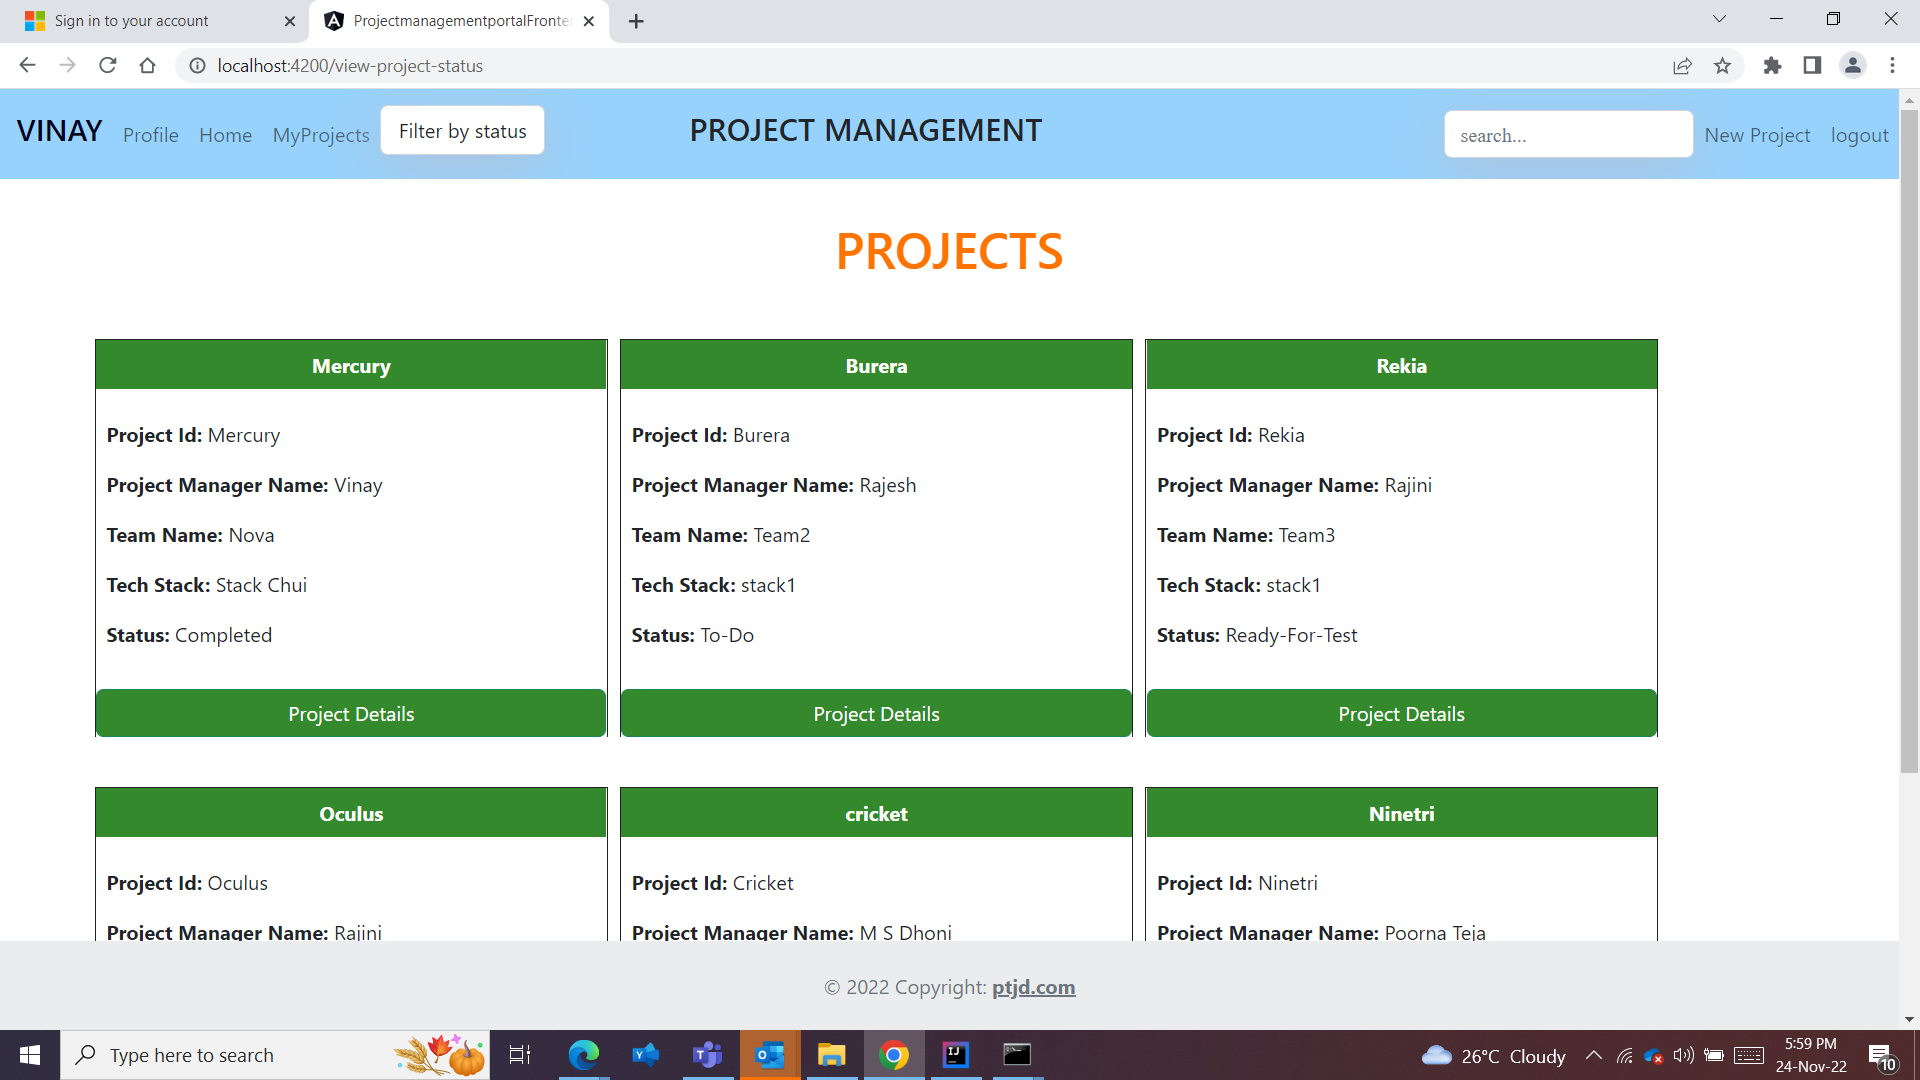 Sign in to your account
ProjectmanagementportalFronte
localhost:4200/view-project-status
VINAY Profile Home MyProjects Filter by status PROJECT MANAGEMENT search... New Project logout
PROJECTS
Mercury
Project Id: Mercury
Project Manager Name: Vinay
Team Name: Nova
Tech Stack: Stack Chui
Status: Completed
Project Details
Burera
Project Id: Burera
Project Manager Name: Rajesh
Team Name: Team2
Tech Stack: stack1
Status: To-Do
Project Details
Rekia
Project Id: Rekia
Project Manager Name: Rajini
Team Name: Team3
Tech Stack: stack1
Status: Ready-For-Test
Project Details
Oculus
Project Id: Oculus
Project Manager Name: Rajini
cricket
Project Id: Cricket
Project Manager Name: M S Dhoni
Ninetri
Project Id: Ninetri
Project Manager Name: Poorna Teja
© 2022 Copyright: ptjd.com
Type here to search
26°C Cloudy
5:59 PM
24-Nov-22
10